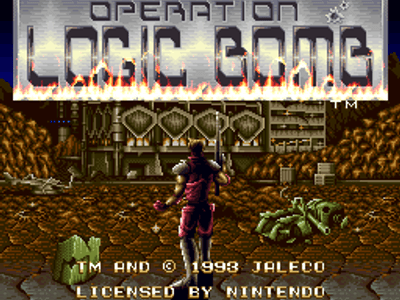 OPERATION
LOGIC BOMB
TM
TM AND © 1993 JALECO
LICENSED BY NINTENDO